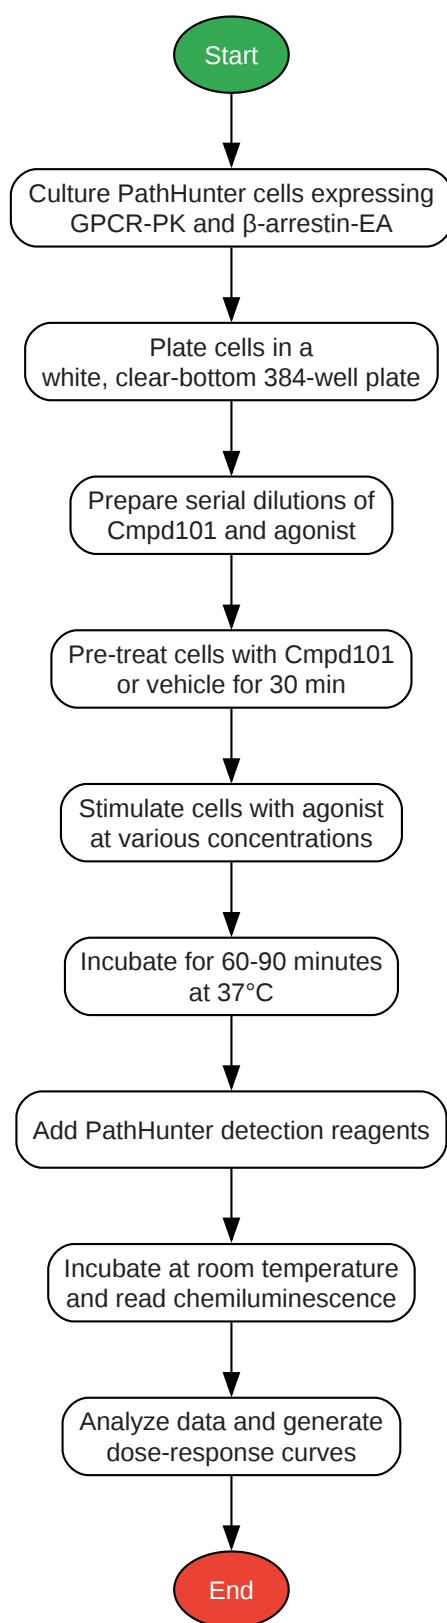 Start
Culture PathHunter cells expressing
GPCR-PK and β-arrestin-EA
Plate cells in a
white, clear-bottom 384-well plate
Prepare serial dilutions of
Cmpd101 and agonist
Pre-treat cells with Cmpd101
or vehicle for 30 min
Stimulate cells with agonist
at various concentrations
Incubate for 60-90 minutes
at 37°C
Add PathHunter detection reagents
Incubate at room temperature
and read chemiluminescence
Analyze data and generate
dose-response curves
End